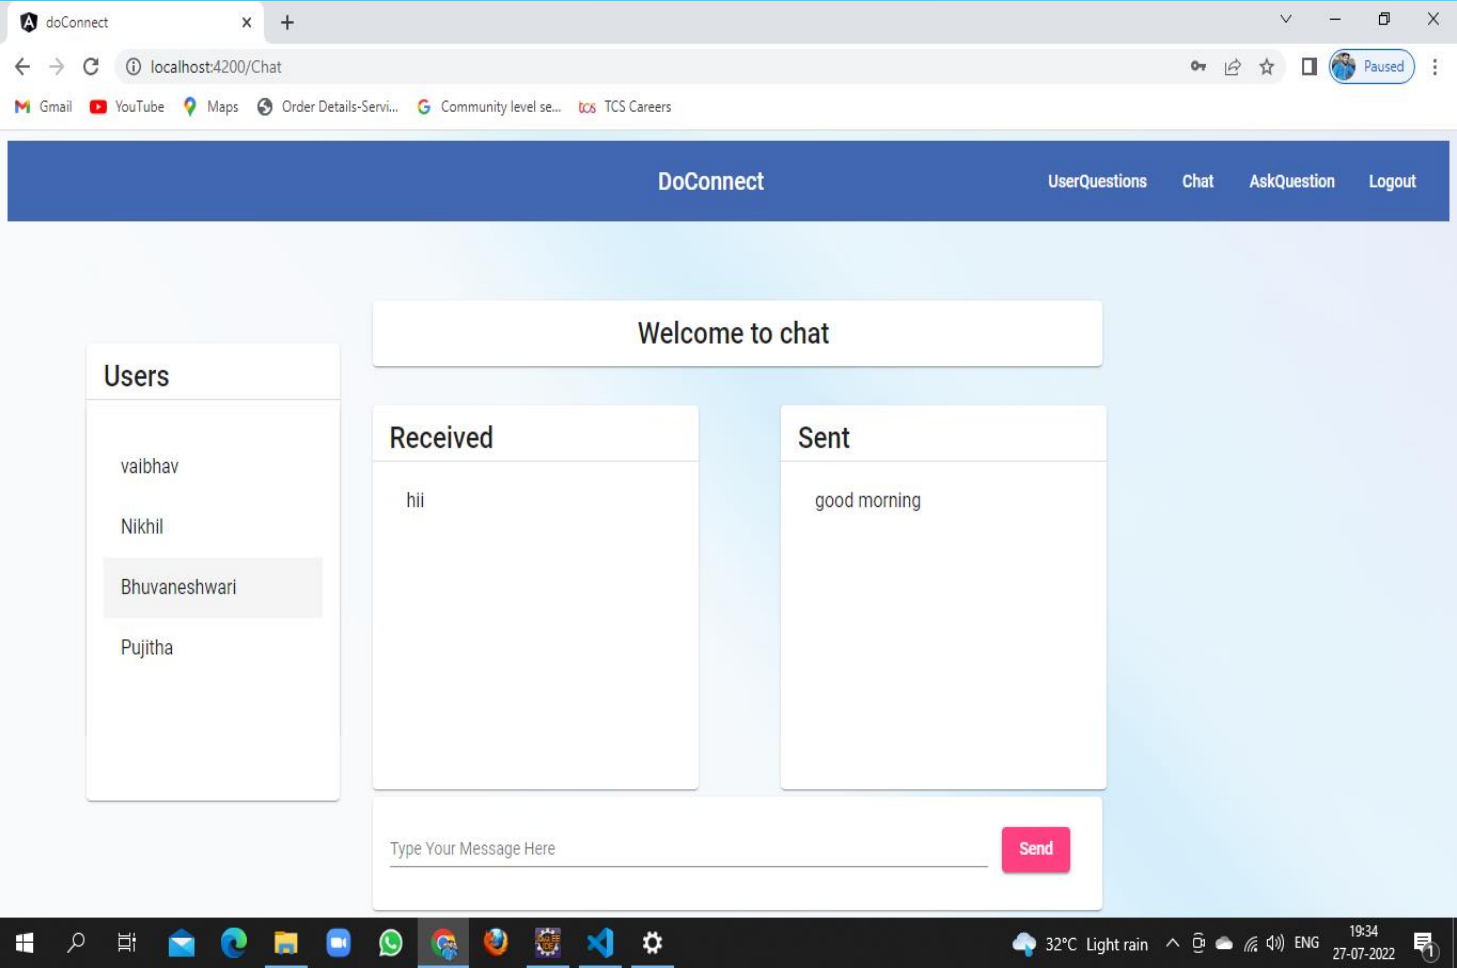 doConnect
localhost:4200/Chat
Paused
Gmail YouTube Maps Order Details-Servi... Community level se... tcs TCS Careers
DoConnect UserQuestions Chat AskQuestion Logout
Welcome to chat
Users
vaibhav
Nikhil
Bhuvaneshwari
Pujitha
Received
hii
Sent
good morning
Type Your Message Here Send
32°C Light rain ENG 19:34
27-07-2022 1